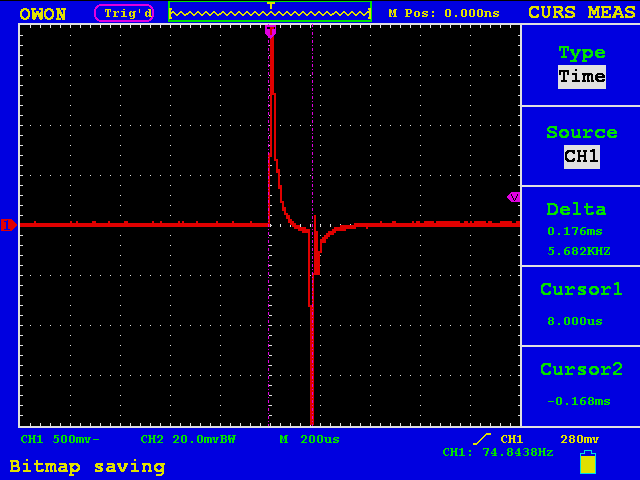 OWON Trig'd M Pos: 0.000ns CURS MEAS
T
T
Type
Time
Source
CH1
Delta
0.176ms
5.682KHZ
1
Cursor1
8.000us
Cursor2
-0.168ms
CH1 500mv- CH2 20.0mvBW M 200us CH1 280mv
CH1: 74.8438Hz
Bitmap saving